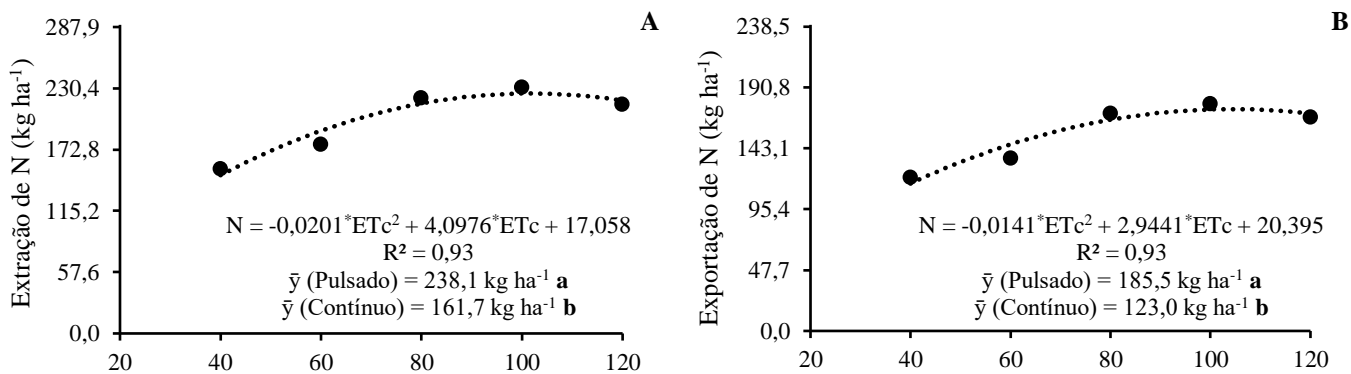 A
Extração de N (kg ha⁻¹)
287,9
230,4
172,8
115,2
57,6
0,0
N = -0,0201*ETc² + 4,0976*ETc + 17,058
R² = 0,93
ȳ (Pulsado) = 238,1 kg ha⁻¹ a
ȳ (Contínuo) = 161,7 kg ha⁻¹ b
20 40 60 80 100 120
B
Exportação de N (kg ha⁻¹)
238,5
190,8
143,1
95,4
47,7
0,0
N = -0,0141*ETc² + 2,9441*ETc + 20,395
R² = 0,93
ȳ (Pulsado) = 185,5 kg ha⁻¹ a
ȳ (Contínuo) = 123,0 kg ha⁻¹ b
20 40 60 80 100 120